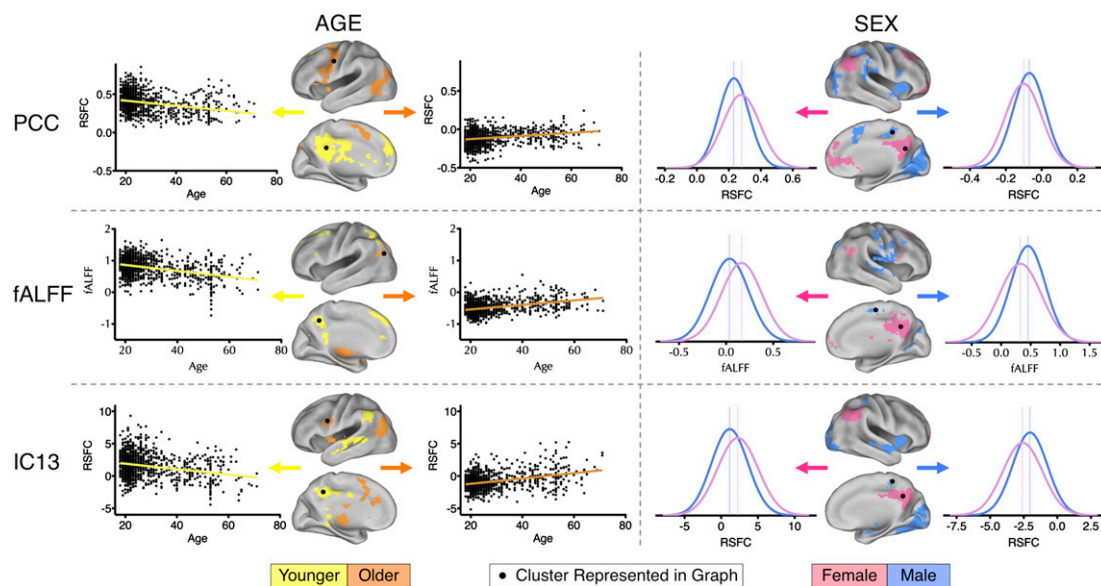 AGE
SEX
PCC
RSFC
1.0
0.5
0.0
-0.5
20 40 60 80
Age
RSFC
1.0
0.5
0.0
-0.5
20 40 60 80
Age
-0.2 0.0 0.2 0.4 0.6
RSFC
-0.4 -0.2 0.0 0.2
RSFC
fALFF
fALFF
2
1
0
-1
20 40 60 80
Age
fALFF
2
1
0
-1
20 40 60 80
Age
-0.5 0.0 0.5
fALFF
-0.5 0.0 0.5 1.0 1.5
fALFF
IC13
RSFC
10
5
0
-5
20 40 60 80
Age
RSFC
10
5
0
-5
20 40 60 80
Age
-5 0 5 10
RSFC
-7.5 -5.0 -2.5 0.0
RSFC
Younger Older
Cluster Represented in Graph
Female Male